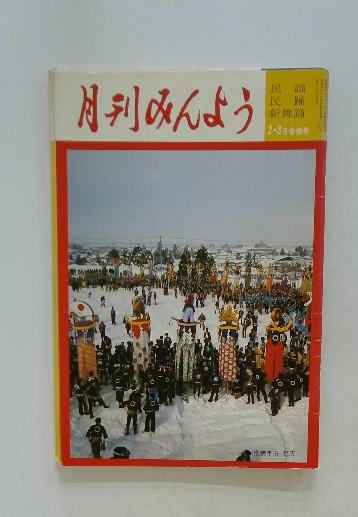 月刊みんよう
民謡
民踊
新舞踊
2・3月合併号